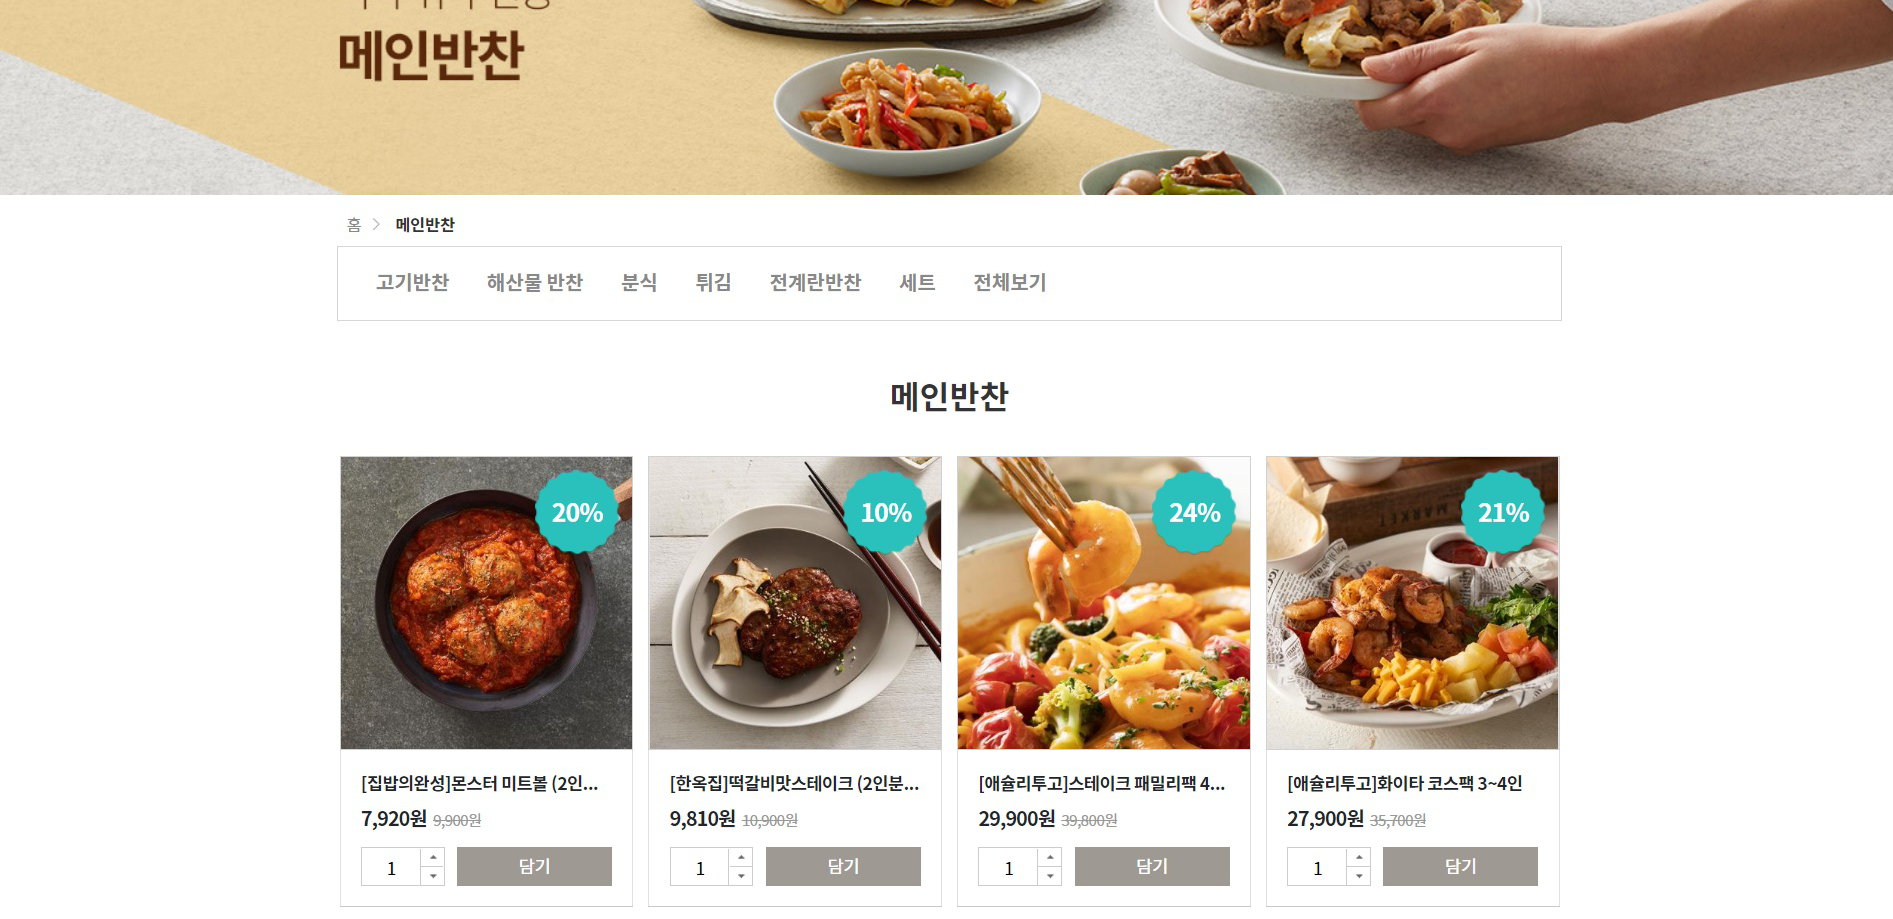 메인반찬
홈 > 메인반찬
고기반찬 해산물 반찬 분식 튀김 전계란반찬 세트 전체보기
메인반찬
20%
10%
24%
21%
MARKET
[집밥의완성]몬스터 미트볼 (2인...
7,920원 9,900원
1 담기
[한옥집]떡갈비맛스테이크 (2인분...
9,810원 10,900원
1 담기
[애슐리투고]스테이크 패밀리팩 4...
29,900원 39,800원
1 담기
[애슐리투고]화이타 코스팩 3~4인
27,900원 35,700원
1 담기